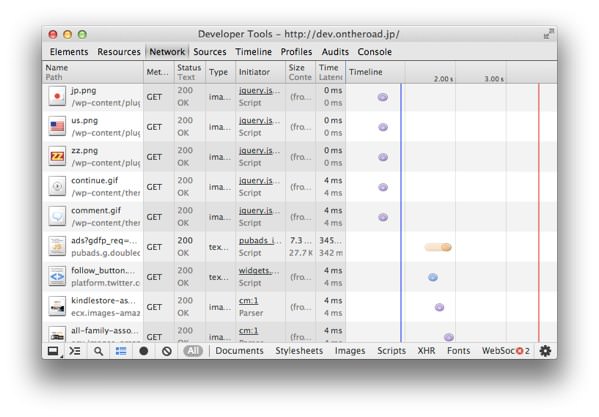 Developer Tools - http://dev.ontheroad.jp/
Elements Resources Network Sources Timeline Profiles Audits Console
Name Path Met... Status Text Type Initiator Size Conte Time Latenc Timeline 2.00 s 3.00 s
jp.png GET 200 ima... jquery.js... (fro... 0 ms
/wp-content/plug OK Script 0 ms
us.png GET 200 ima... jquery.js... (fro... 0 ms
/wp-content/plug OK Script 0 ms
zz.png GET 200 ima... jquery.js... (fro... 0 ms
/wp-content/plug OK Script 0 ms
continue.gif GET 200 ima... jquery.js... (fro... 4 ms
/wp-content/ther OK Script 4 ms
comment.gif GET 200 ima... jquery.js... (fro... 4 ms
/wp-content/ther OK Script 4 ms
ads?gdfp_req=... GET 200 tex... pubads_i... 7.3 ... 345...
pubads.g.doublec OK Script 27.7 K 342 m
follow_button.... GET 200 tex... widgets.... (fro... 4 ms
platform.twitter.c OK Script 4 ms
kindlestore-as... GET 200 ima... cm:1 (fro... 4 ms
ecx.images-amaz OK Parser 4 ms
all-family-asso... GET 200 ima... cm:1 (fro... 4 ms
All Documents Stylesheets Images Scripts XHR Fonts WebSoc 2